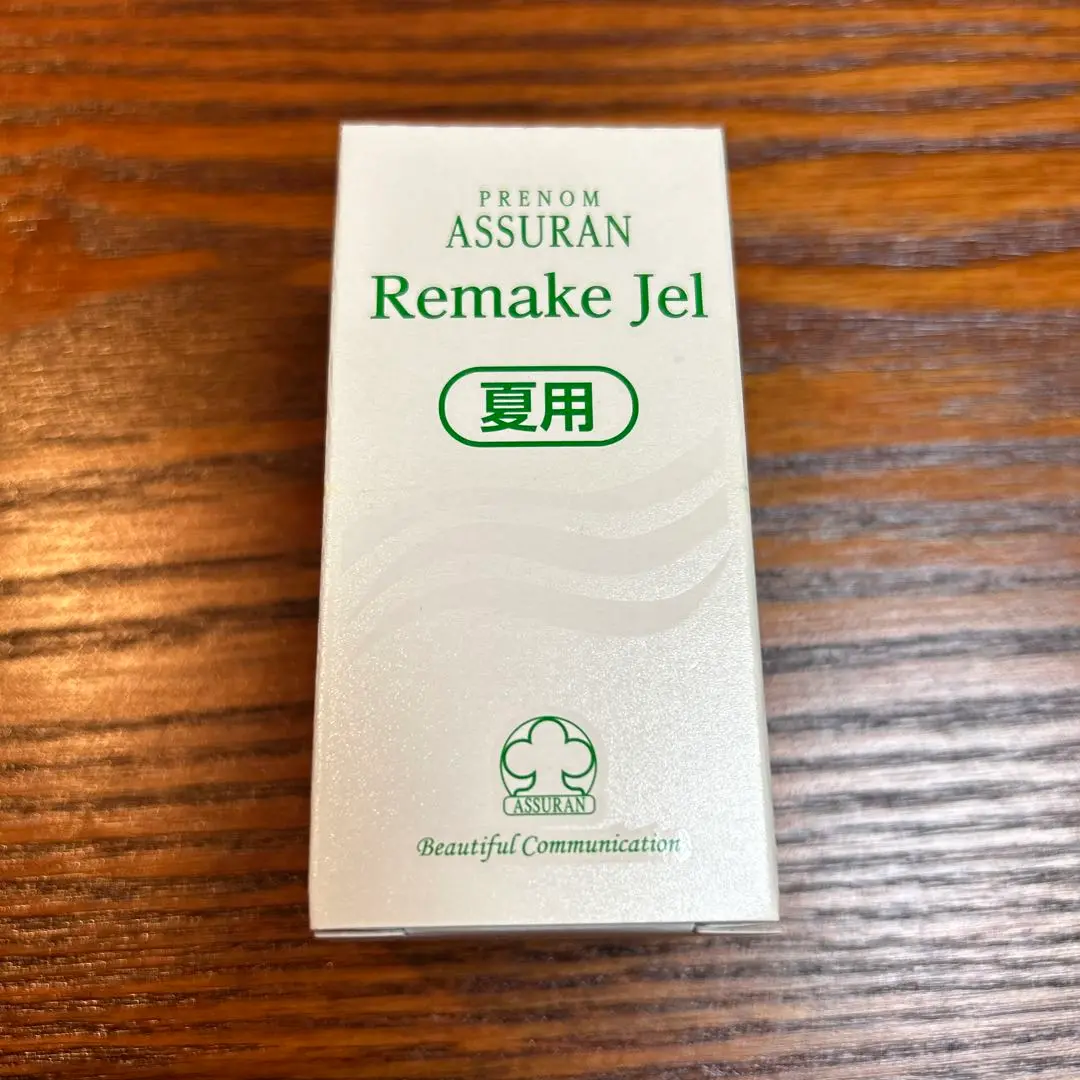 PRENOM
ASSURAN
Remake Jel
夏用
ASSURAN
Beautiful Communication